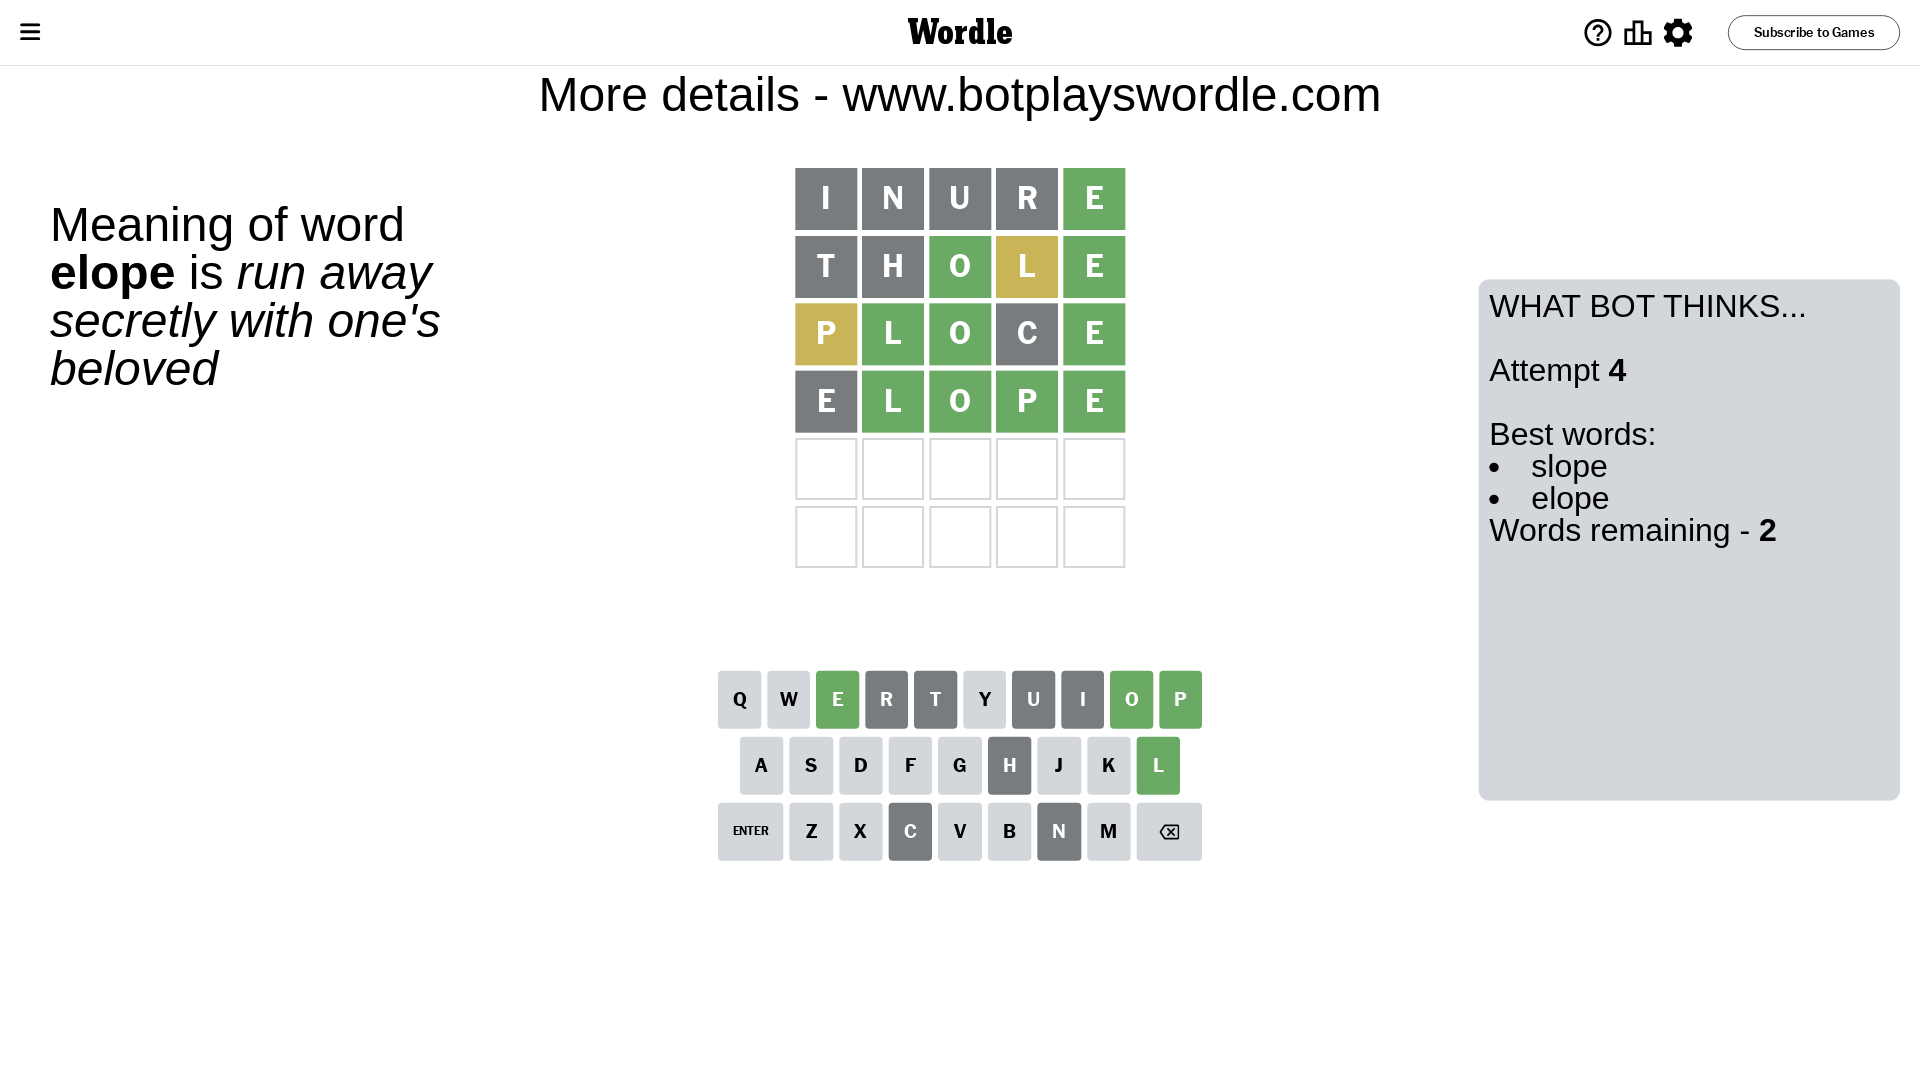 Wordle
Subscribe to Games
More details - www.botplayswordle.com
Meaning of word
elope is run away
secretly with one's
beloved
I N U R E
T H O L E
P L O C E
E L O P E
WHAT BOT THINKS...
Attempt 4
Best words:
• slope
• elope
Words remaining - 2
Q W E R T Y U I O P
A S D F G H J K L
ENTER Z X C V B N M